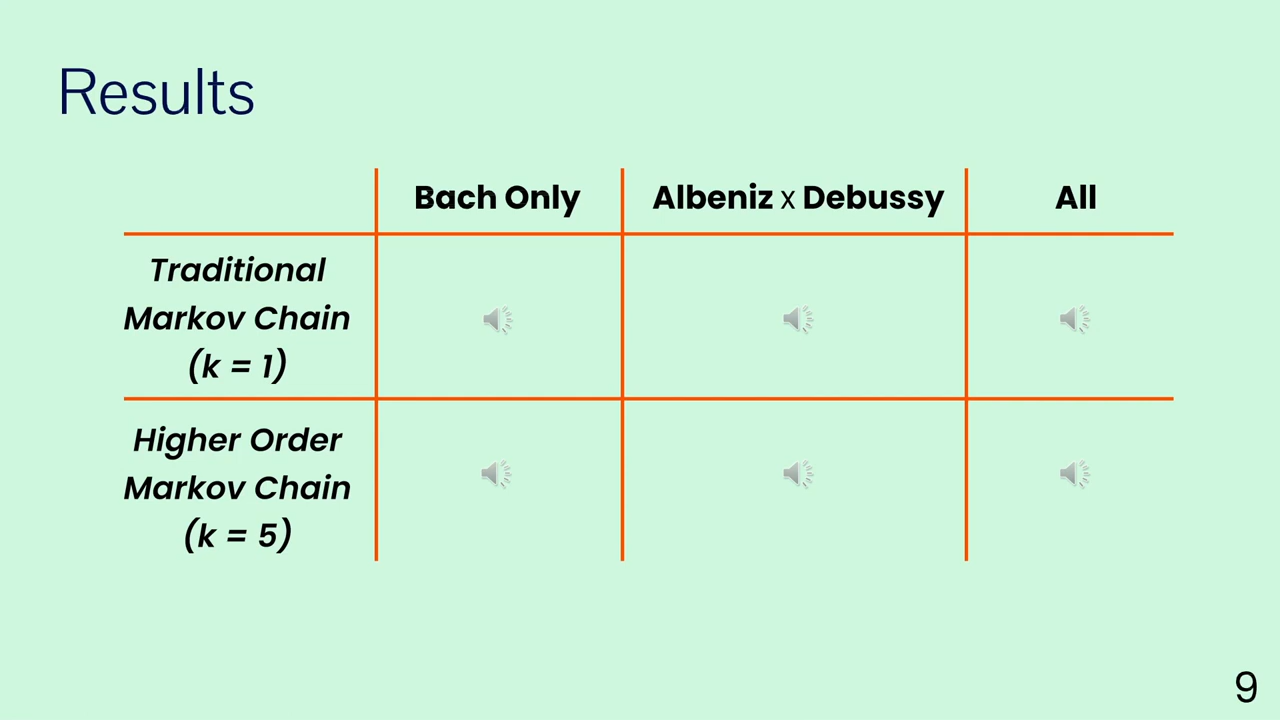 Results
Bach Only
Albeniz x Debussy
All
Traditional
Markov Chain
(k = 1)
Higher Order
Markov Chain
(k = 5)
9